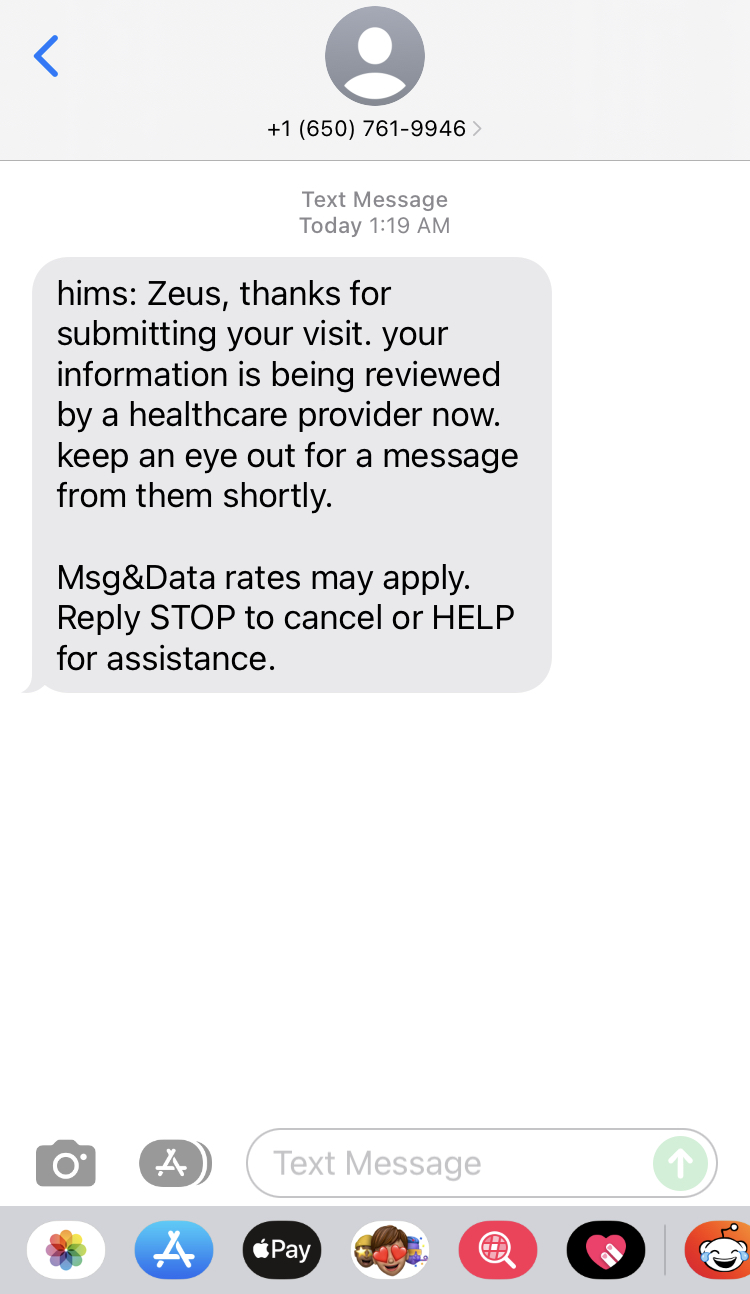 +1 (650) 761-9946
Text Message
Today 1:19 AM
hims: Zeus, thanks for
submitting your visit. your
information is being reviewed
by a healthcare provider now.
keep an eye out for a message
from them shortly.
Msg&Data rates may apply.
Reply STOP to cancel or HELP
for assistance.
Text Message
Pay